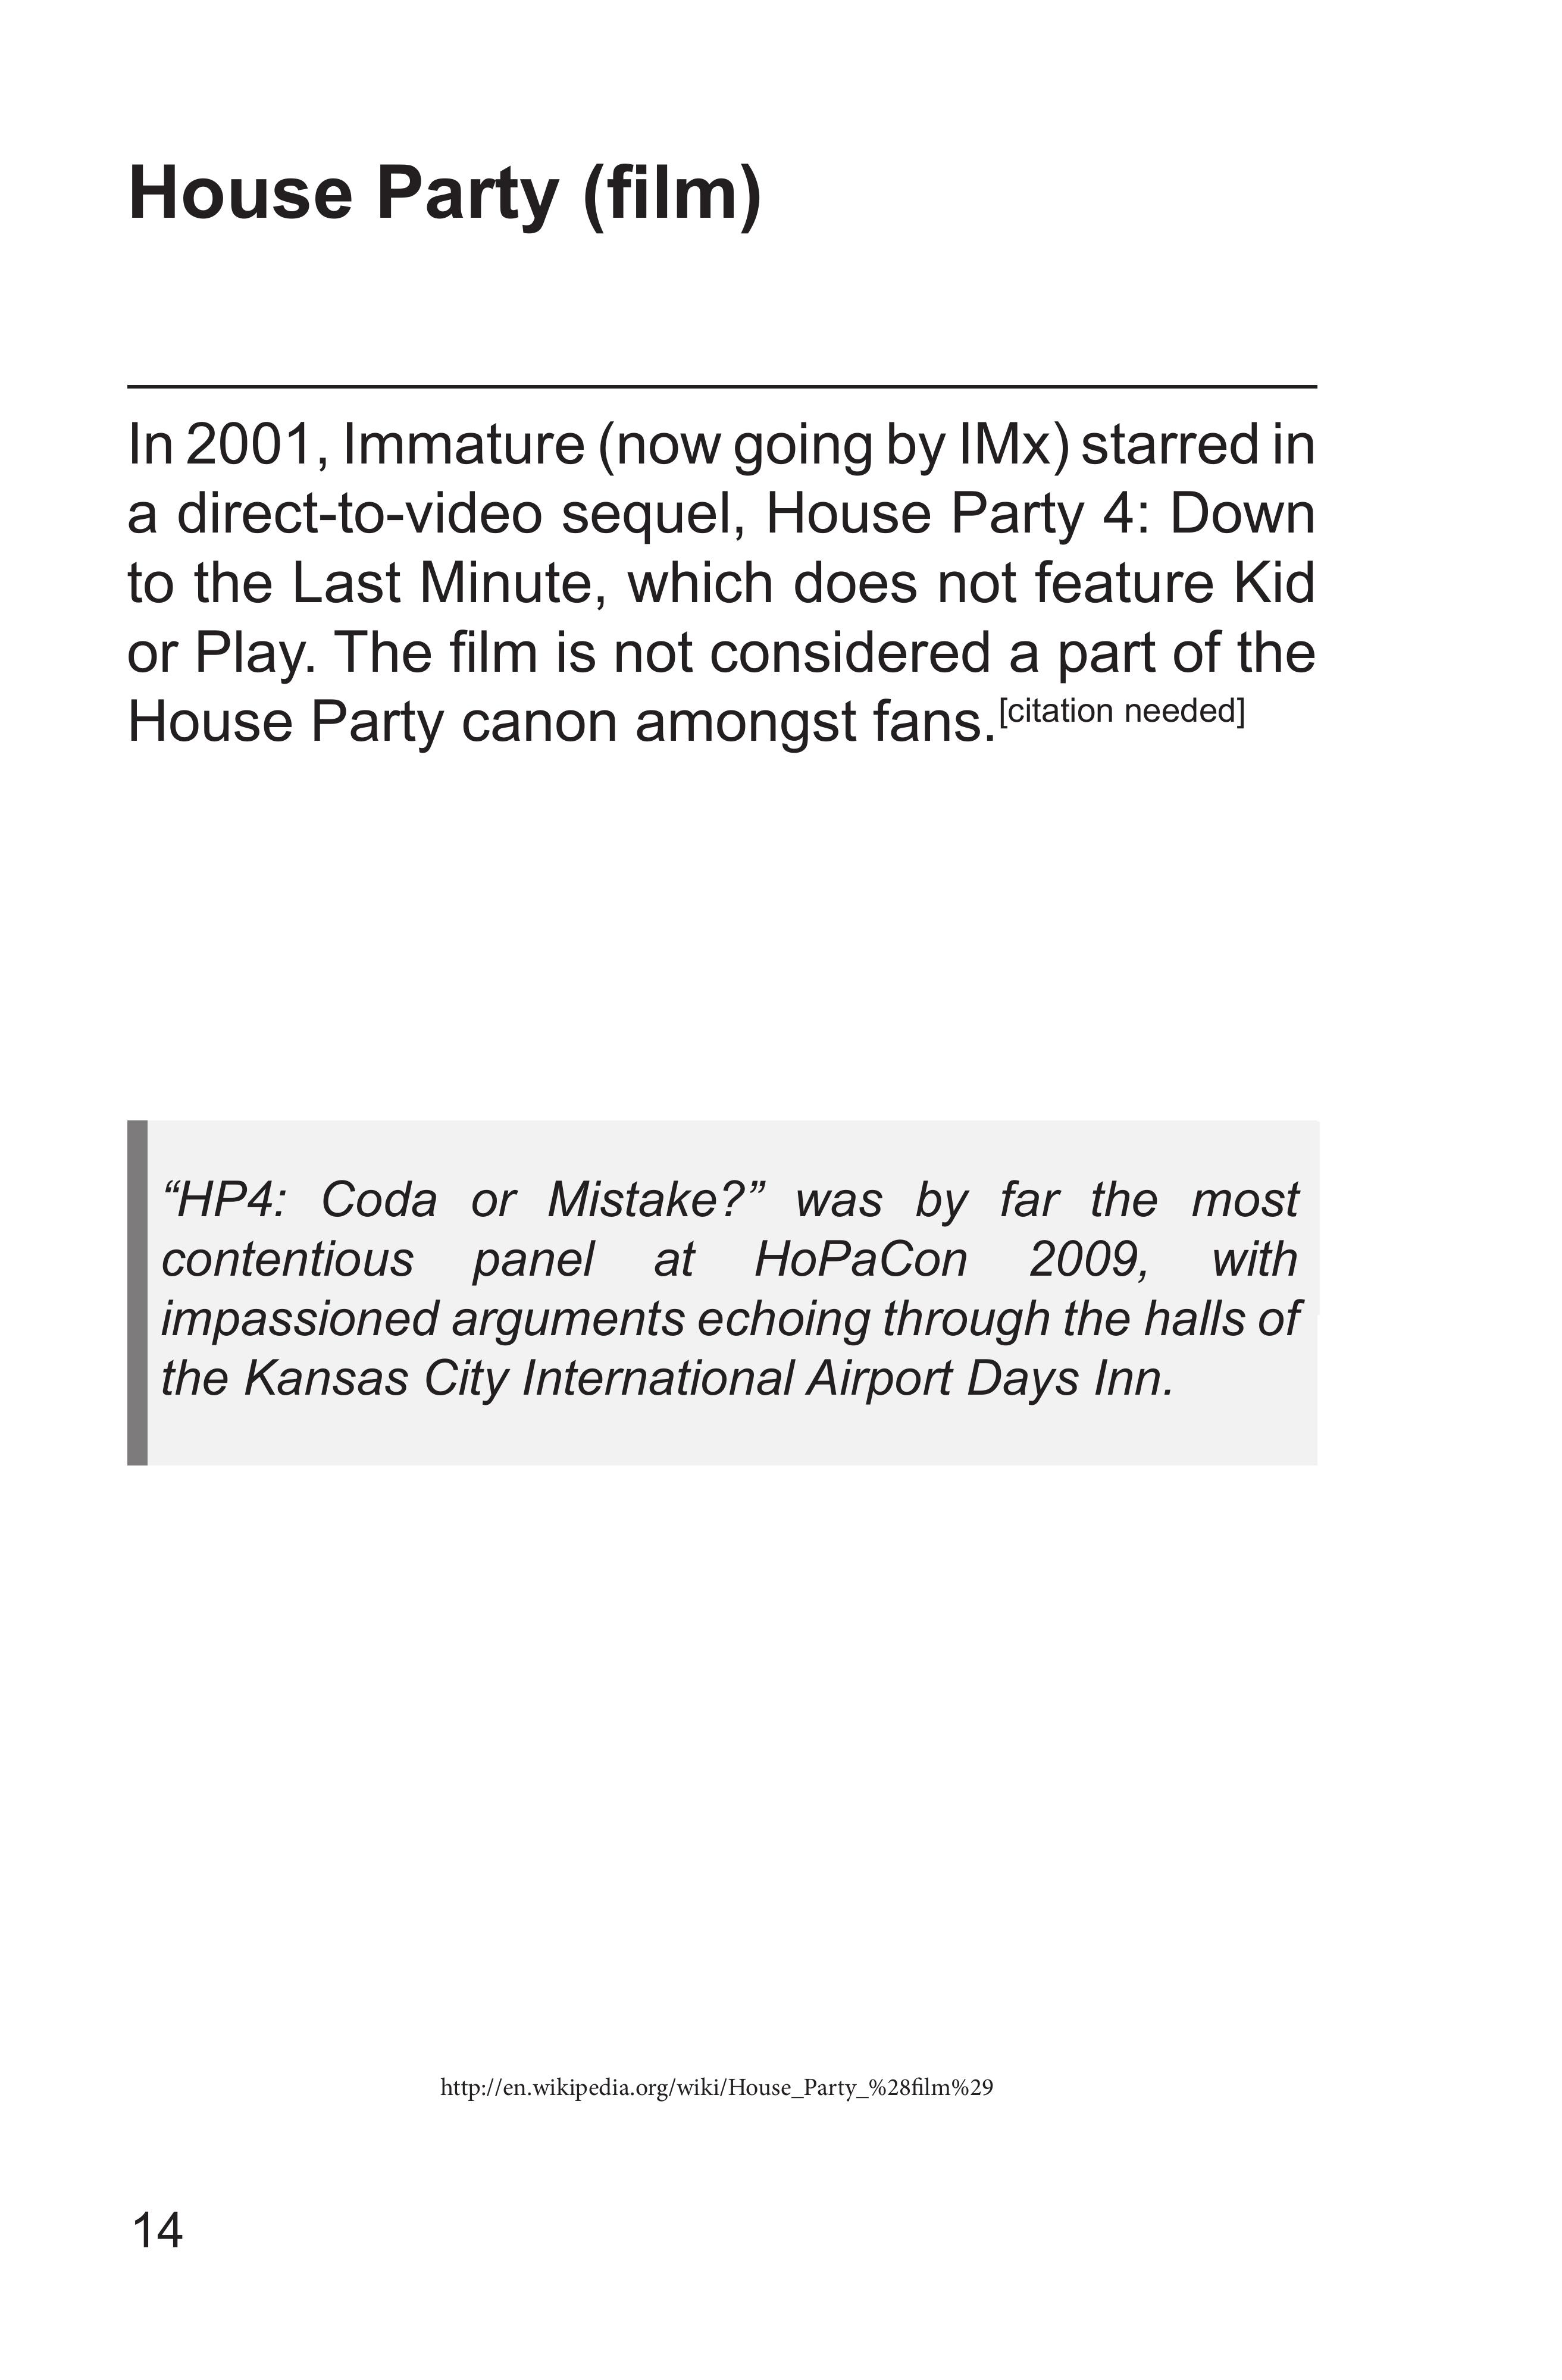 House Party (film)
In 2001, Immature (now going by IMx) starred in
a direct-to-video sequel, House Party 4: Down
to the Last Minute, which does not feature Kid
or Play. The film is not considered a part of the
House Party canon amongst fans.[citation needed]
“HP4: Coda or Mistake?” was by far the most
contentious panel at HoPaCon 2009, with
impassioned arguments echoing through the halls of
the Kansas City International Airport Days Inn.
http://en.wikipedia.org/wiki/House_Party_%28film%29
14